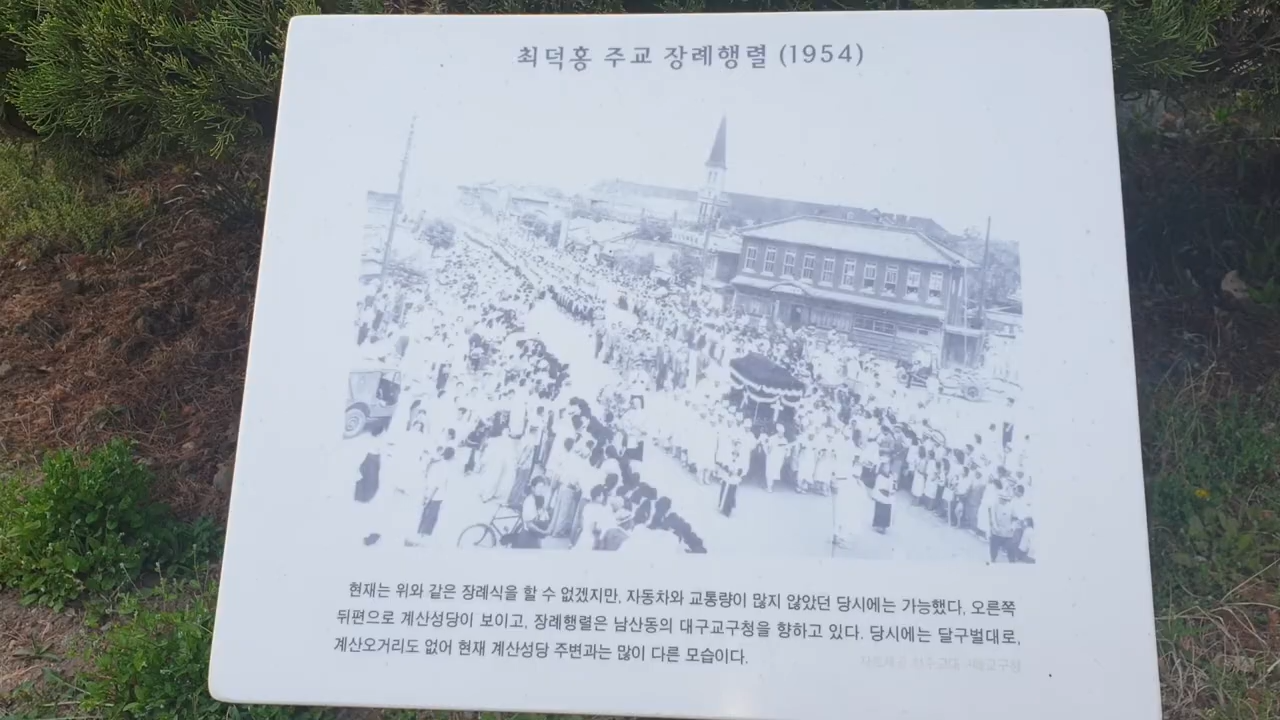 최덕홍 주교 장례행렬 (1954)
현재는 위와 같은 장례식을 할 수 없겠지만, 자동차와 교통량이 많지 않았던 당시에는 가능했다. 오른쪽
뒤편으로 계산성당이 보이고, 장례행렬은 남산동의 대구교구청을 향하고 있다. 당시에는 달구벌대로,
계산오거리도 없어 현재 계산성당 주변과는 많이 다른 모습이다.